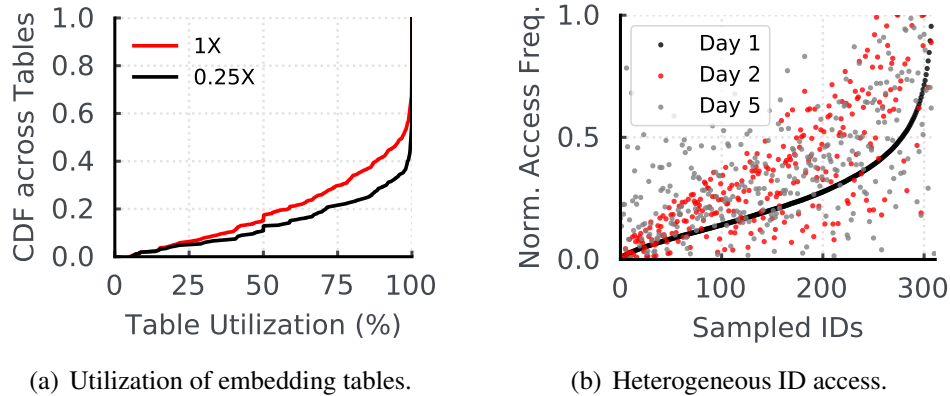 CDF across Tables
1.0
0.8
0.6
0.4
0.2
0.0
1X
0.25X
0
25
50
75
100
Table Utilization (%)
(a) Utilization of embedding tables.
Norm. Access Freq.
1.0
0.5
0.0
Day 1
Day 2
Day 5
0
100
200
300
Sampled IDs
(b) Heterogeneous ID access.